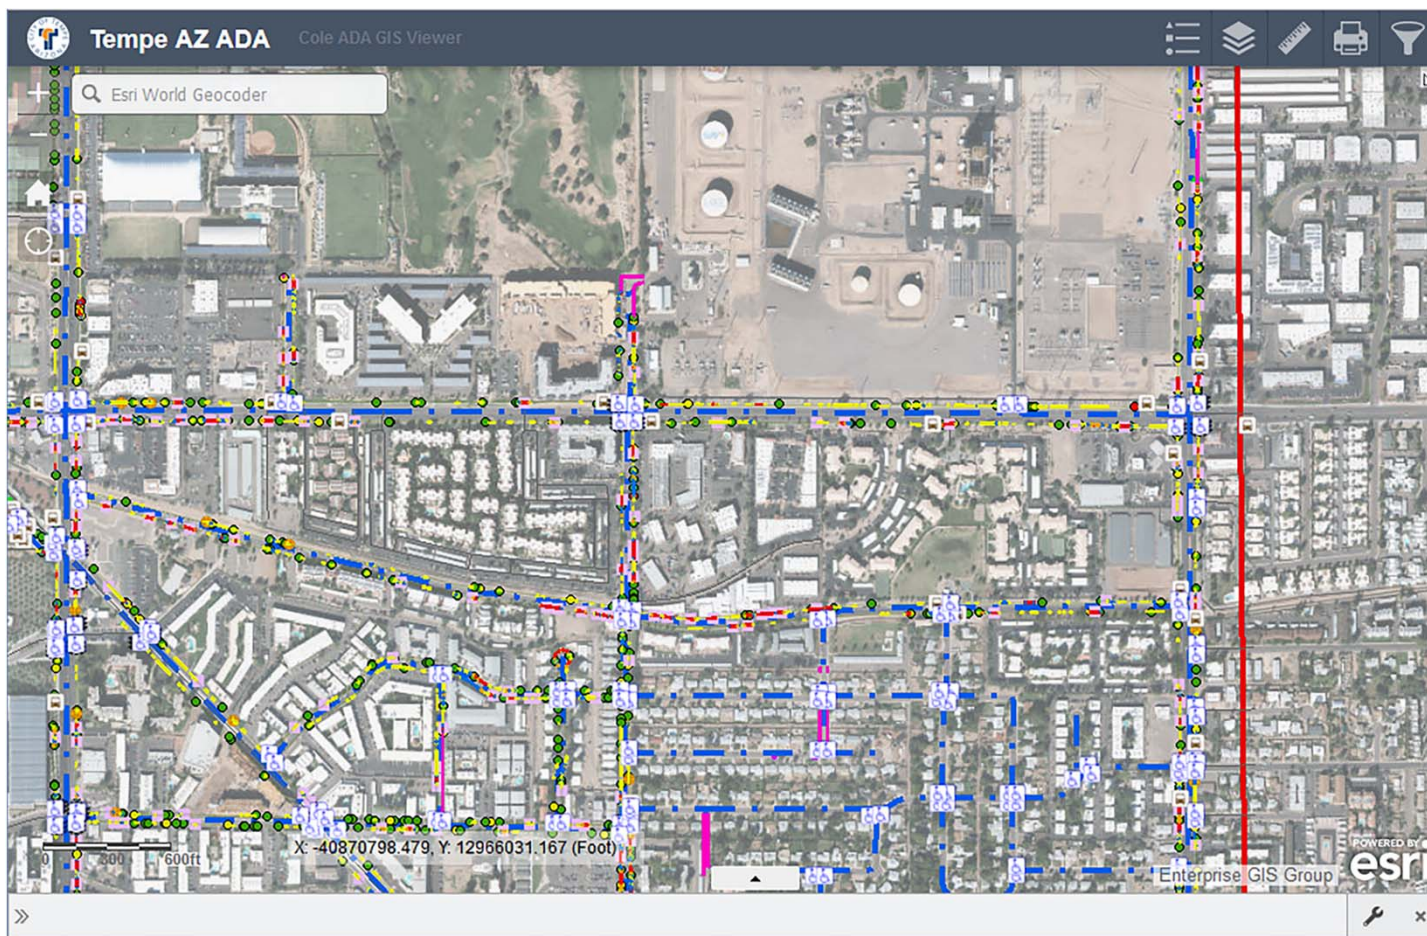 Tempe AZ ADA
Cole ADA GIS Viewer
Esri World Geocoder
X: -40870798.479, Y: 12966031.167 (Foot)
0 300 600ft
POWERED BY
esri
Enterprise GIS Group